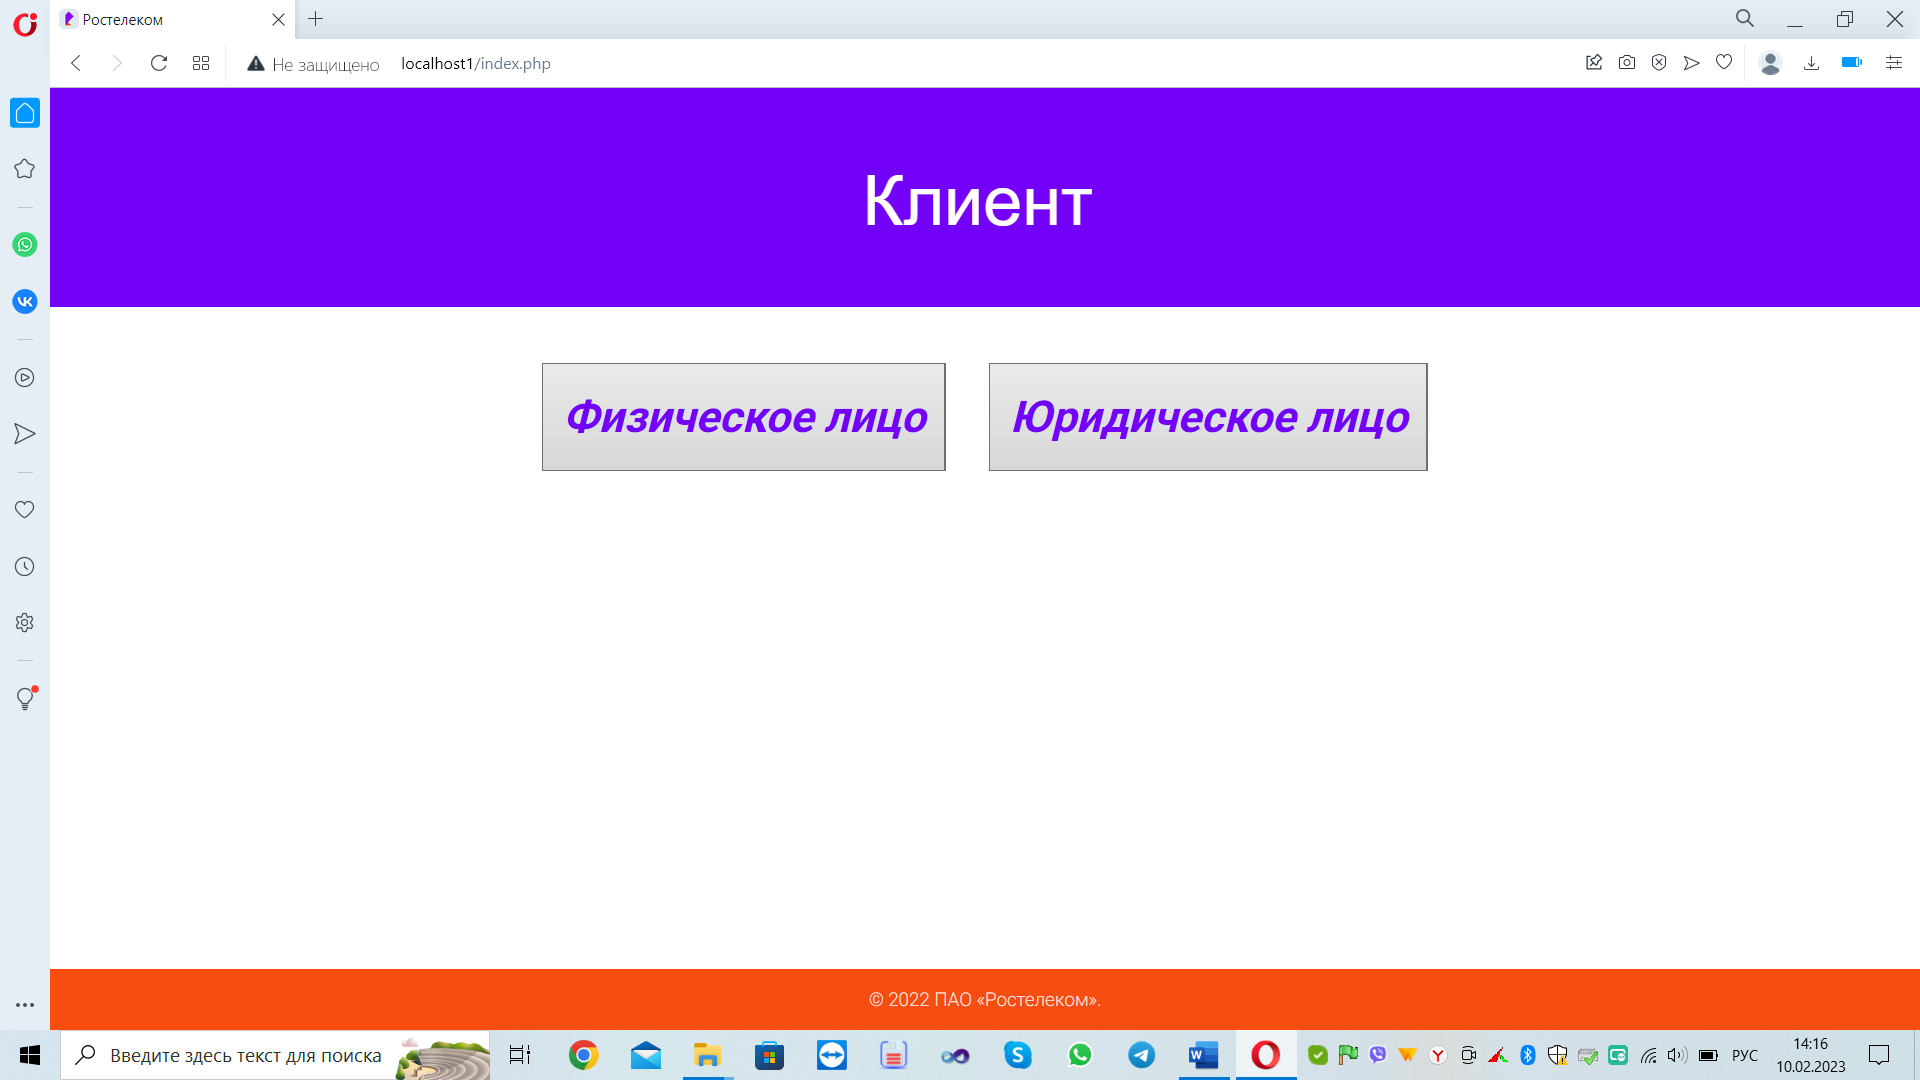 Ростелеком
Не защищено localhost1/index.php
Клиент
Физическое лицо
Юридическое лицо
© 2022 ПАО «Ростелеком».
Введите здесь текст для поиска
РУС
14:16
10.02.2023